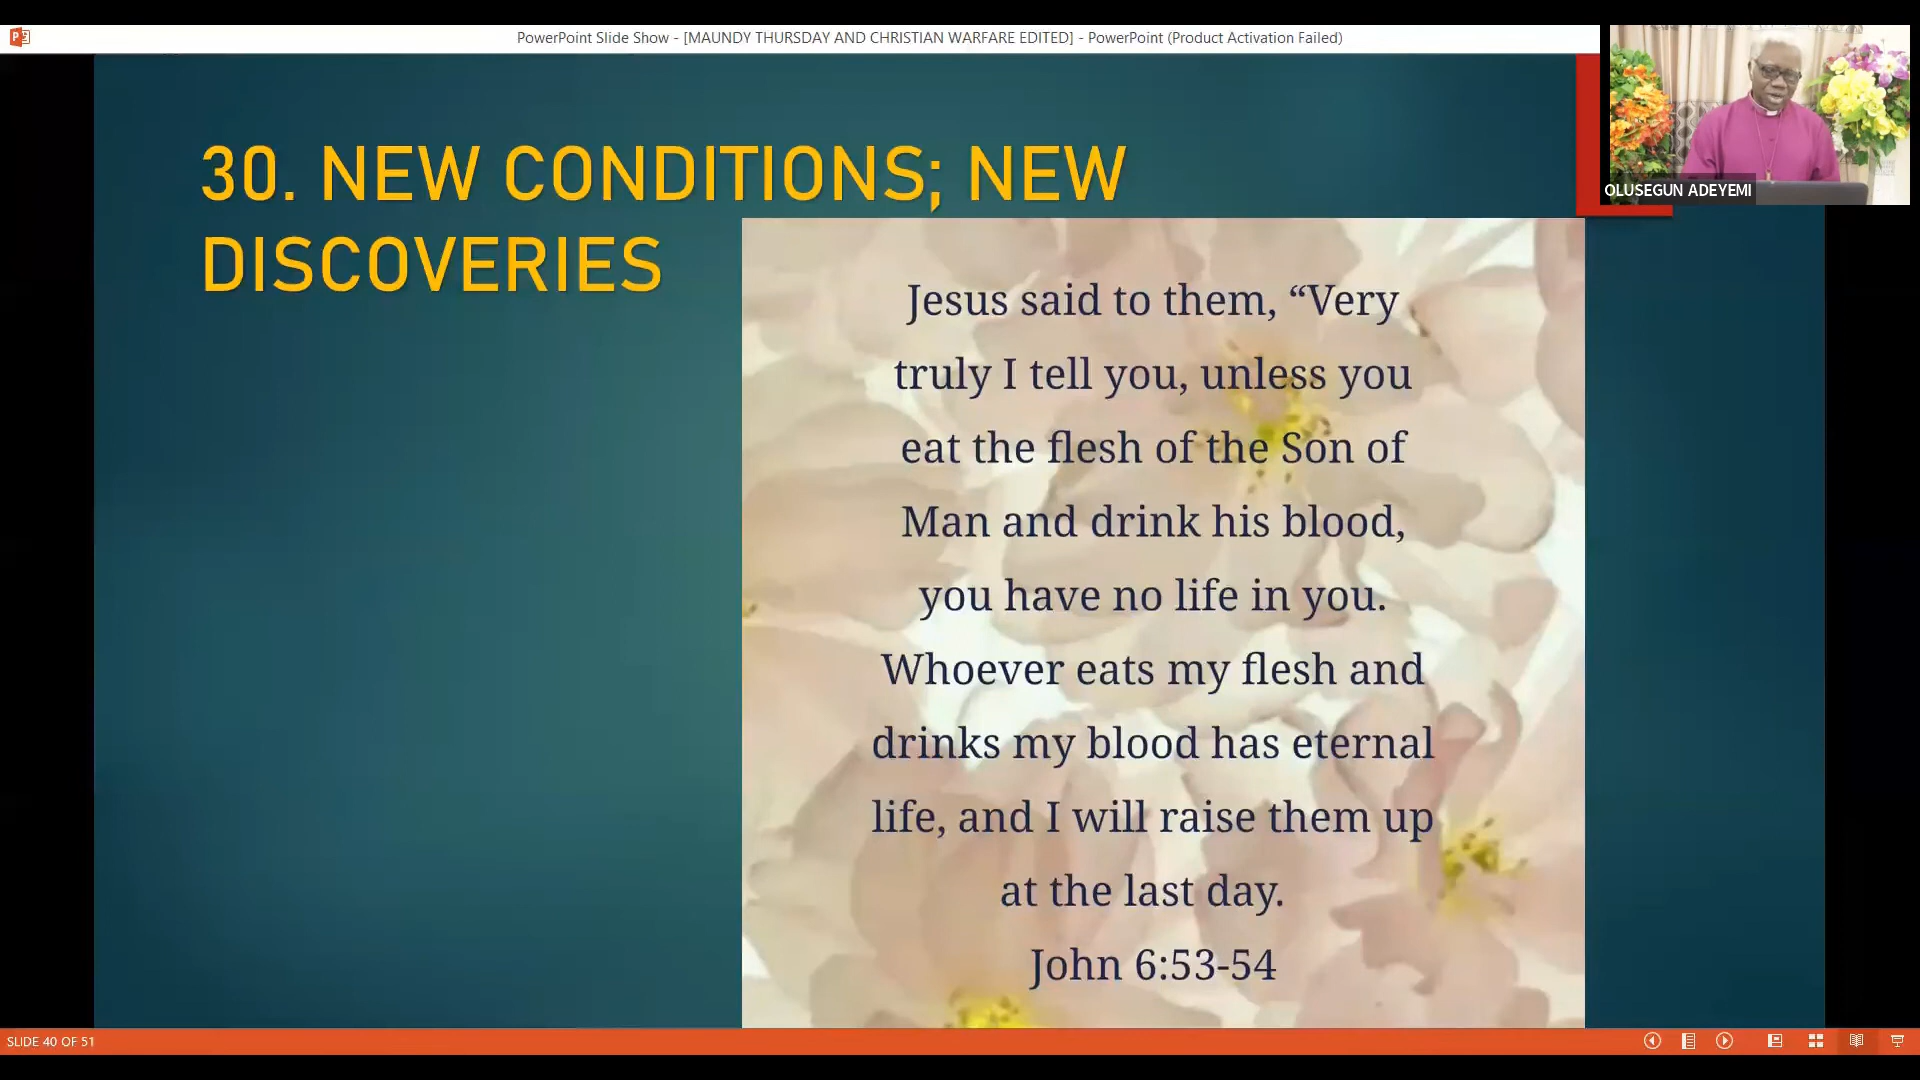 PowerPoint Slide Show - [MAUNDY THURSDAY AND CHRISTIAN WARFARE EDITED] - PowerPoint (Product Activation Failed)
OLUSEGUN ADEYEMI
30. NEW CONDITIONS; NEW
DISCOVERIES
Jesus said to them, “Very
truly I tell you, unless you
eat the flesh of the Son of
Man and drink his blood,
you have no life in you.
Whoever eats my flesh and
drinks my blood has eternal
life, and I will raise them up
at the last day.
John 6:53-54
SLIDE 40 OF 51